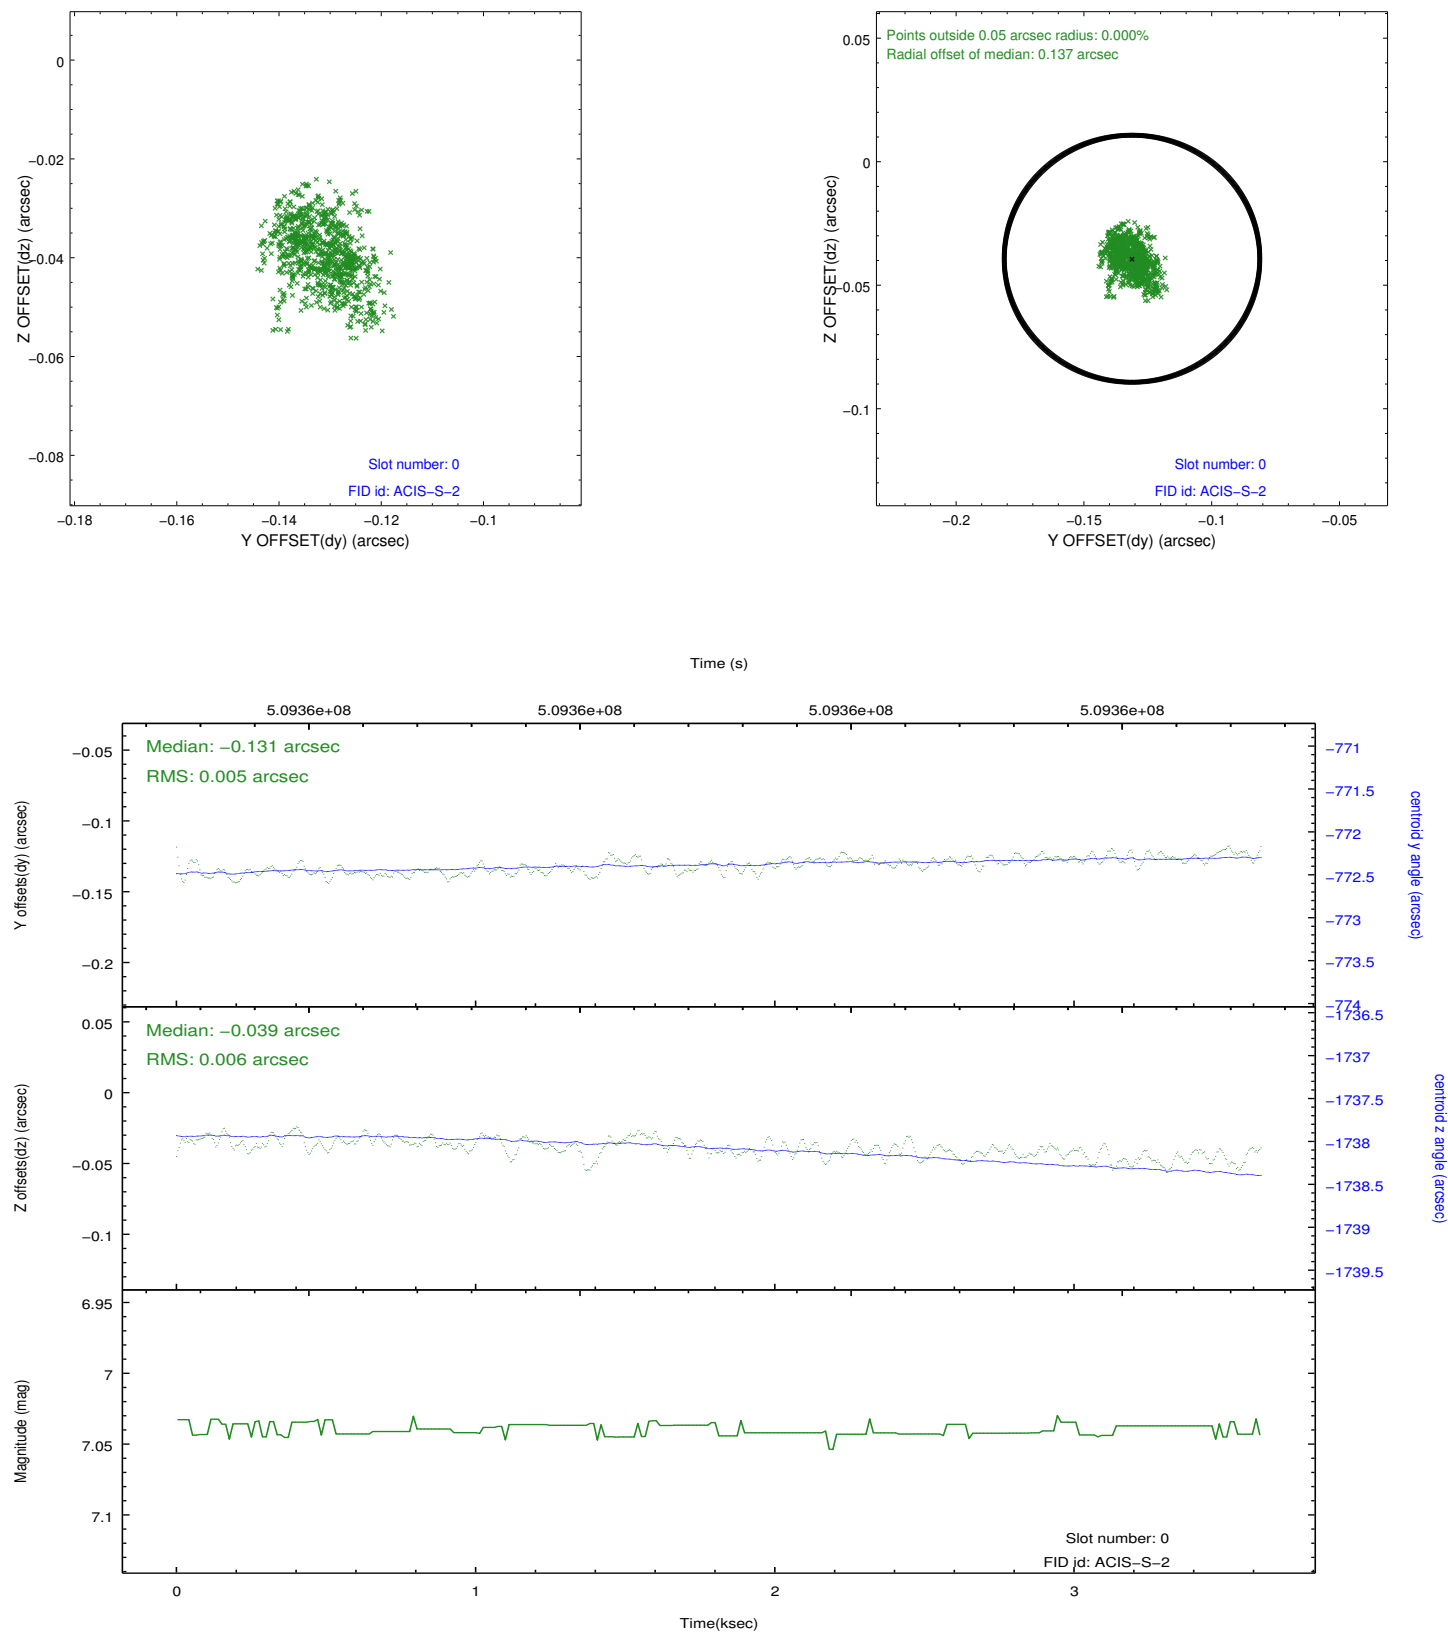 0
−0.02
−0.04
−0.06
−0.08
Z OFFSET(dz) (arcsec)
Slot number: 0
FID id: ACIS−S−2
−0.18
−0.16
−0.14
−0.12
−0.1
Y OFFSET(dy) (arcsec)
Points outside 0.05 arcsec radius: 0.000%
Radial offset of median: 0.137 arcsec
0.05
0
−0.05
−0.1
Z OFFSET(dz) (arcsec)
Slot number: 0
FID id: ACIS−S−2
−0.2
−0.15
−0.1
−0.05
Y OFFSET(dy) (arcsec)
Time (s)
5.0936e+08
5.0936e+08
5.0936e+08
5.0936e+08
Median: −0.131 arcsec
RMS: 0.005 arcsec
−0.05
−0.1
−0.15
−0.2
Y offsets(dy) (arcsec)
−771
−771.5
−772
−772.5
−773
−773.5
−774
centroid y angle (arcsec)
Median: −0.039 arcsec
RMS: 0.006 arcsec
0.05
0
−0.05
−0.1
Z offsets(dz) (arcsec)
−1736.5
−1737
−1737.5
−1738
−1738.5
−1739
−1739.5
centroid z angle (arcsec)
6.95
7
7.05
7.1
Magnitude (mag)
Slot number: 0
FID id: ACIS−S−2
0
1
2
3
Time(ksec)